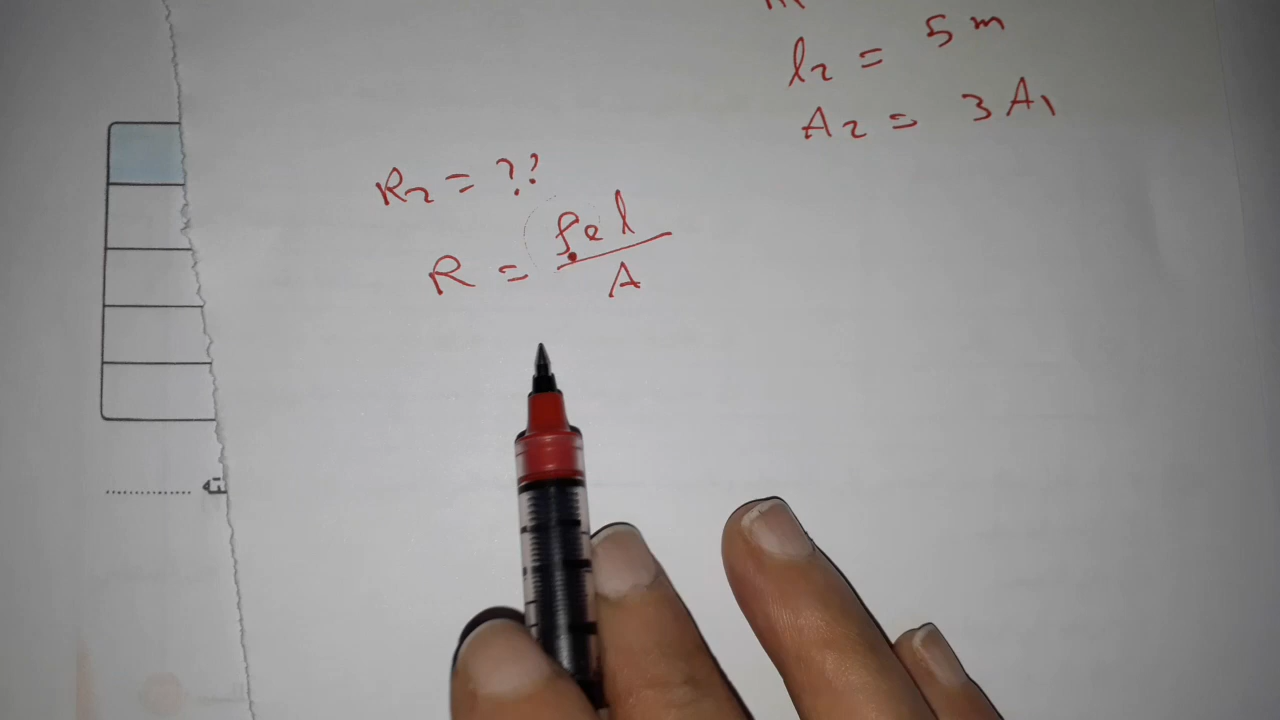 l2 = 5 m
A2 = 3 A1
R2 = ??
R = ρe l / A